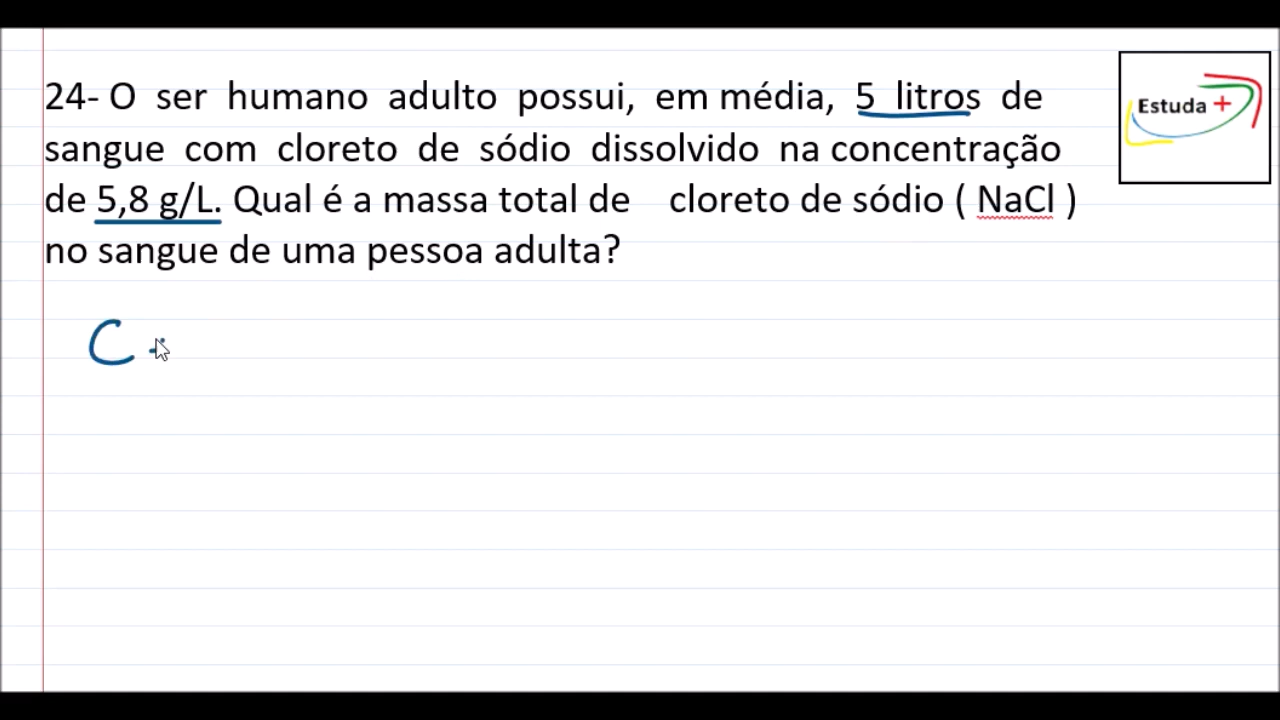 24- O ser humano adulto possui, em média, 5 litros de
sangue com cloreto de sódio dissolvido na concentração
de 5,8 g/L. Qual é a massa total de cloreto de sódio ( NaCl )
no sangue de uma pessoa adulta?
Estuda +
C